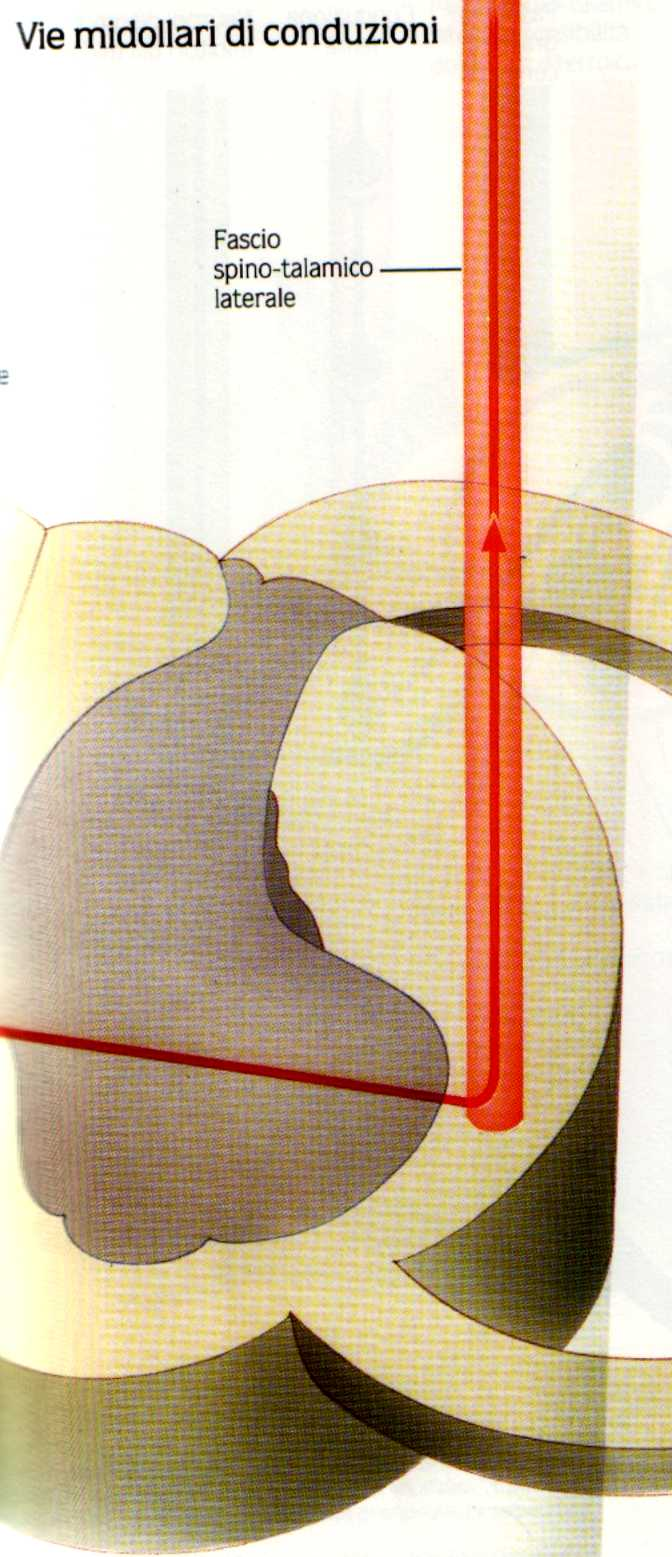 Vie midollari di conduzioni
Fascio
spino-talamico
laterale